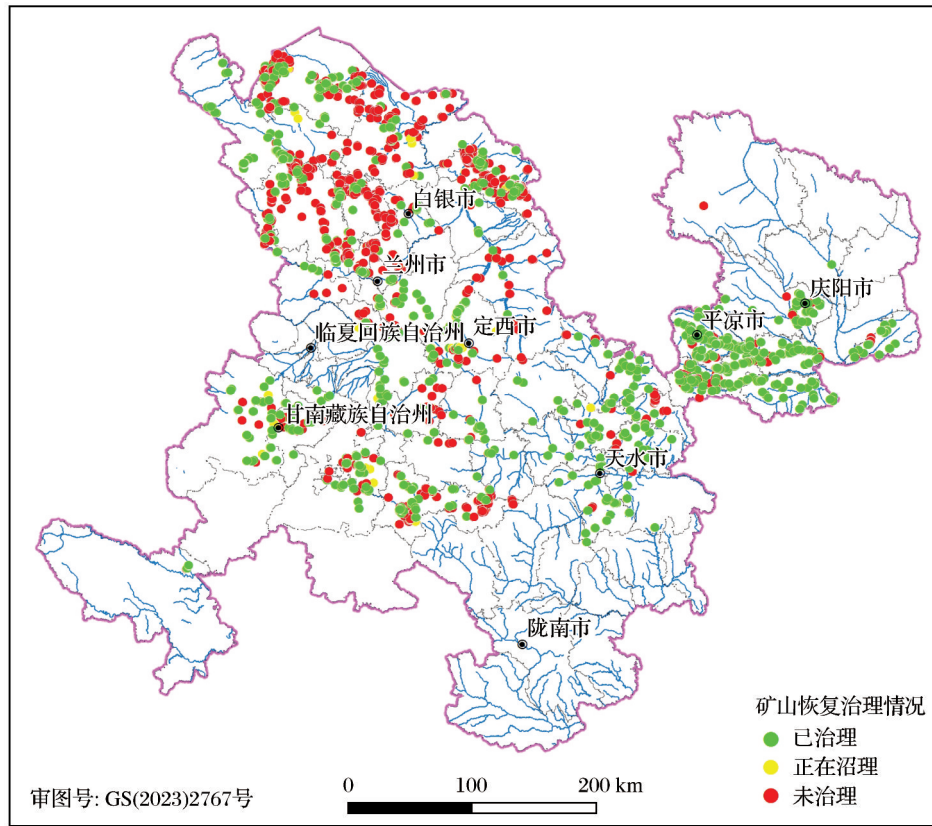 白银市
兰州市
庆阳市
平凉市
临夏回族自治州
定西市
甘南藏族自治州
天水市
陇南市
矿山恢复治理情况
已治理
正在沼理
未治理
0 100 200 km
审图号: GS(2023)2767号